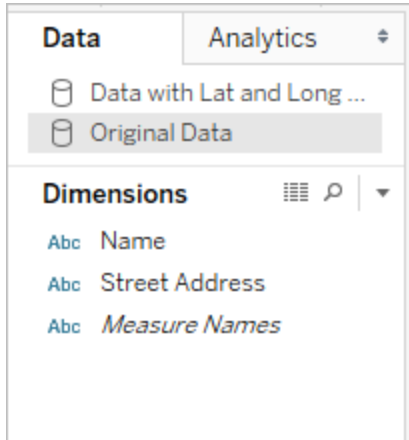 Data Analytics
Data with Lat and Long ...
Original Data
Dimensions
Abc Name
Abc Street Address
Abc Measure Names